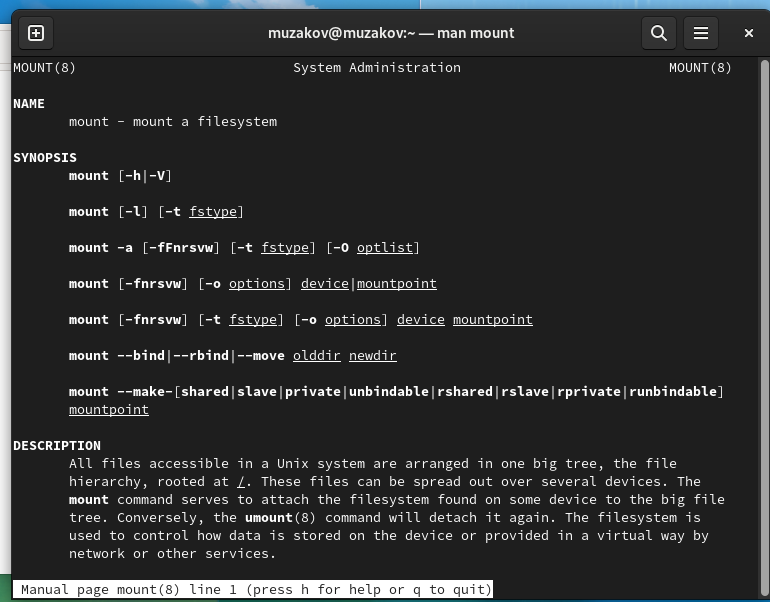 muzakov@muzakov:~ — man mount
MOUNT(8) System Administration MOUNT(8)
NAME
mount - mount a filesystem
SYNOPSIS
mount [-h|-V]
mount [-l] [-t fstype]
mount -a [-fFnrsvw] [-t fstype] [-O optlist]
mount [-fnrsvw] [-o options] device|mountpoint
mount [-fnrsvw] [-t fstype] [-o options] device mountpoint
mount --bind|--rbind|--move olddir newdir
mount --make-[shared|slave|private|unbindable|rshared|rslave|rprivate|runbindable]
mountpoint
DESCRIPTION
All files accessible in a Unix system are arranged in one big tree, the file
hierarchy, rooted at /. These files can be spread out over several devices. The
mount command serves to attach the filesystem found on some device to the big file
tree. Conversely, the umount(8) command will detach it again. The filesystem is
used to control how data is stored on the device or provided in a virtual way by
network or other services.
Manual page mount(8) line 1 (press h for help or q to quit)